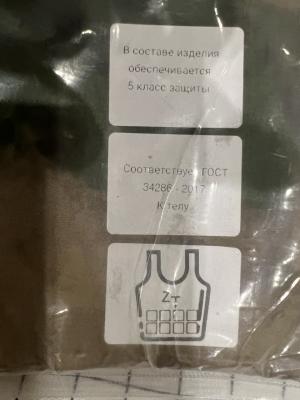 В составе изделия
обеспечивается
5 класс защиты
Соответствует ГОСТ
34286 - 2017
К телу